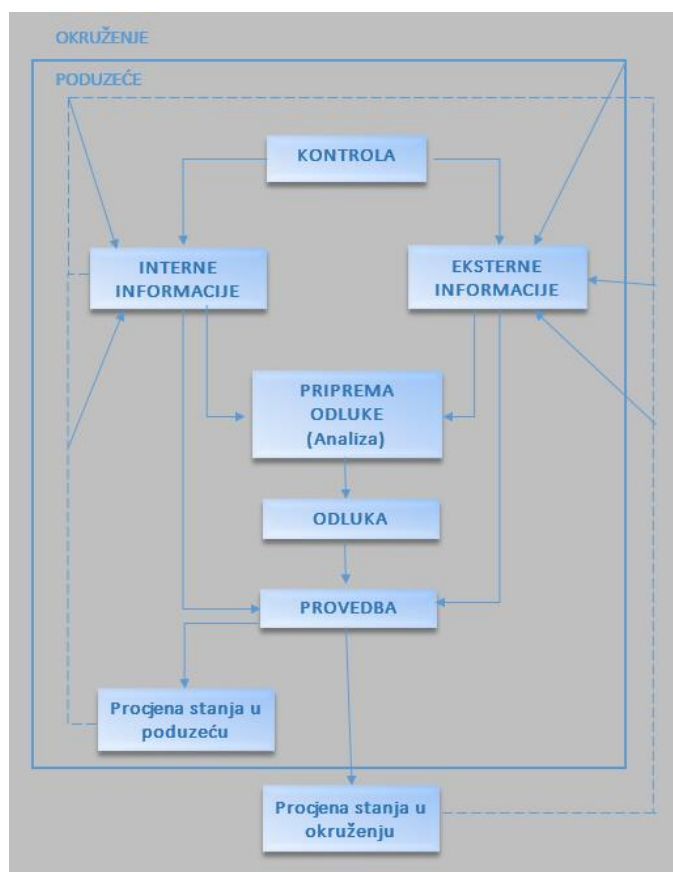 OKRUŽENJE
PODUZEĆE
KONTROLA
INTERNE
INFORMACIJE
EKSTERNE
INFORMACIJE
PRIPREMA
ODLUKE
(Analiza)
ODLUKA
PROVEDBA
Procjena stanja u
poduzeću
Procjena stanja u
okruženju